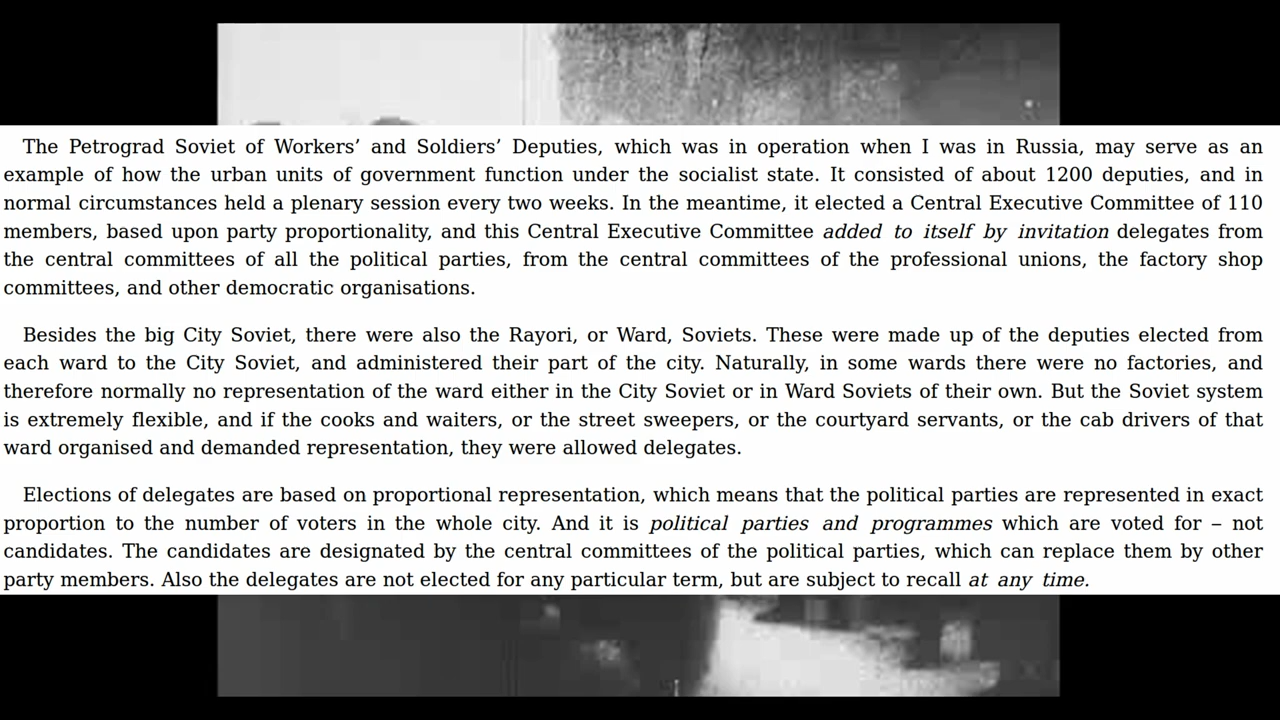 The Petrograd Soviet of Workers’ and Soldiers’ Deputies, which was in operation when I was in Russia, may serve as an
example of how the urban units of government function under the socialist state. It consisted of about 1200 deputies, and in
normal circumstances held a plenary session every two weeks. In the meantime, it elected a Central Executive Committee of 110
members, based upon party proportionality, and this Central Executive Committee added to itself by invitation delegates from
the central committees of all the political parties, from the central committees of the professional unions, the factory shop
committees, and other democratic organisations.
Besides the big City Soviet, there were also the Rayori, or Ward, Soviets. These were made up of the deputies elected from
each ward to the City Soviet, and administered their part of the city. Naturally, in some wards there were no factories, and
therefore normally no representation of the ward either in the City Soviet or in Ward Soviets of their own. But the Soviet system
is extremely flexible, and if the cooks and waiters, or the street sweepers, or the courtyard servants, or the cab drivers of that
ward organised and demanded representation, they were allowed delegates.
Elections of delegates are based on proportional representation, which means that the political parties are represented in exact
proportion to the number of voters in the whole city. And it is political parties and programmes which are voted for – not
candidates. The candidates are designated by the central committees of the political parties, which can replace them by other
party members. Also the delegates are not elected for any particular term, but are subject to recall at any time.